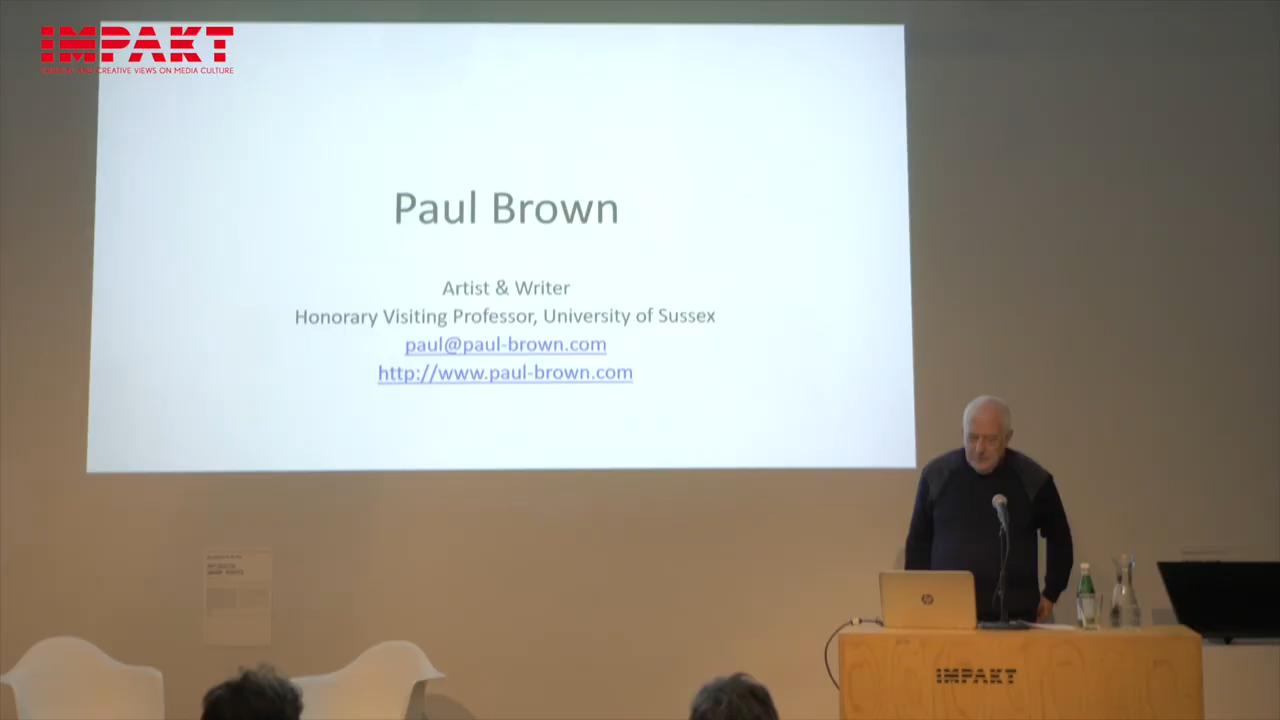 IMPAKT
CRITICAL AND CREATIVE VIEWS ON MEDIA CULTURE
Paul Brown
Artist & Writer
Honorary Visiting Professor, University of Sussex
paul@paul-brown.com
http://www.paul-brown.com
hp
IMPAKT